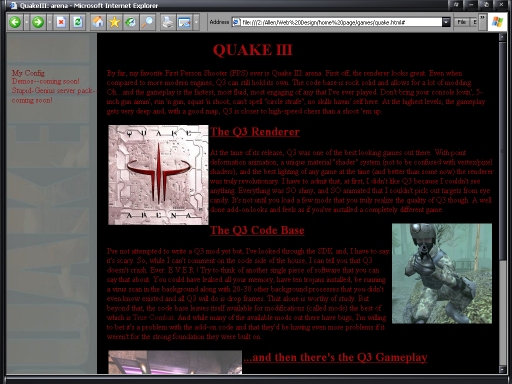 QuakeIII: arena - Microsoft Internet Explorer
Address file:///Z:/Allen/Web%20Design/home%20page/games/quake.html#
File E
QUAKE III
My Config
Demos--coming soon!
Stupid-Genius server pack--
coming soon!
By far, my favorite First Person Shooter (FPS) ever is Quake III: arena. First off, the renderer looks great. Even when
compared to more modern engines, Q3 can still hold its own. The code base is rock solid and allows for a lot of modding.
Oh...and the gameplay is the fastest, most fluid, most engaging of any that I've ever played. Don't bring your console lovin', 5-
inch gun aimin', run 'n gun, squat 'n shoot, can't spell "circle strafe", no skills havin' self here. At the highest levels, the gameplay
gets very deep and, with a good map, Q3 is closer to high-speed chess than a shoot 'em up.
QUAKE
ARENA
The Q3 Renderer
At the time of its release, Q3 was one of the best looking games out there. With point
deformation animation, a unique material "shader" system (not to be confused with vertex/pixel
shaders), and the best lighting of any game at the time (and better than some now) the renderer
was truly revolutionary. I have to admit that, at first, I didn't like Q3 because I couldn't see
anything. Everything was SO shiny, and SO animated that I couldn't pick out targets from eye
candy. It's not until you load a few mods that you truly realize the quality of Q3 though. A well
done add-on looks and feels as if you've installed a completely different game.
The Q3 Code Base
I've not attempted to write a Q3 mod yet but, I've looked through the SDK and, I have to say
it's scary. So, while I can't comment on the code side of the house, I can tell you that Q3
doesn't crash. Ever. E.V.E.R.! Try to think of another single piece of software that you can
say that about. You could have leaked all your memory, have ten trojans installed, be running
a virus scan in the background along with 20-30 other background processes that you didn't
even know existed and all Q3 will do is drop frames. That alone is worthy of study. But
beyond that, the code base leaves itself available for modifications (called mods) the best of
which is True Combat. And while many of the available mods out there have bugs, I'm willing
to bet it's a problem with the add-on code and that they'd be having even more problems if it
weren't for the strong foundation they were built on.
...and then there's the Q3 Gameplay